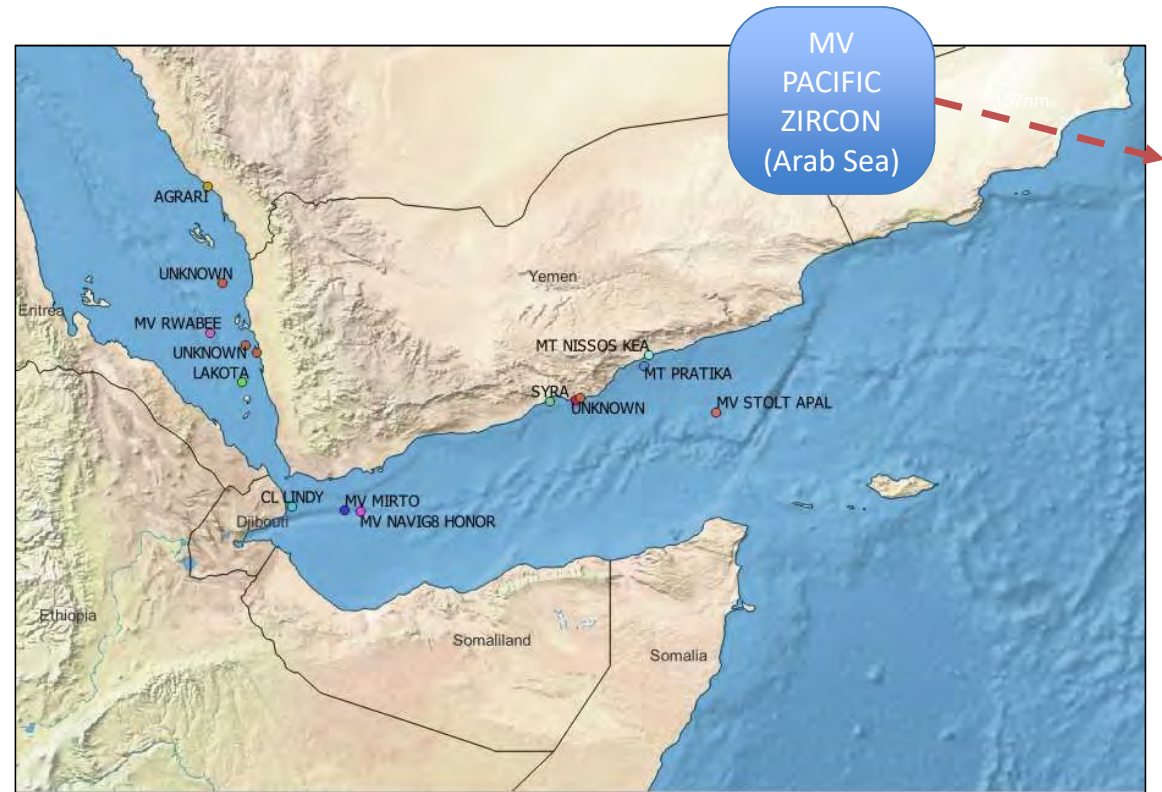 MV
PACIFIC
ZIRCON
(Arab Sea)
157nm
AGRARI
UNKNOWN
Yemen
Eritrea
MV RWABEE
MT NISSOS KEA
UNKNOWN
LAKOTA
MT PRATIKA
SYRA
UNKNOWN
MV STOLT APAL
CL LINDY
MV MIRTO
Djibouti
MV NAVIG8 HONOR
Ethiopia
Somaliland
Somalia